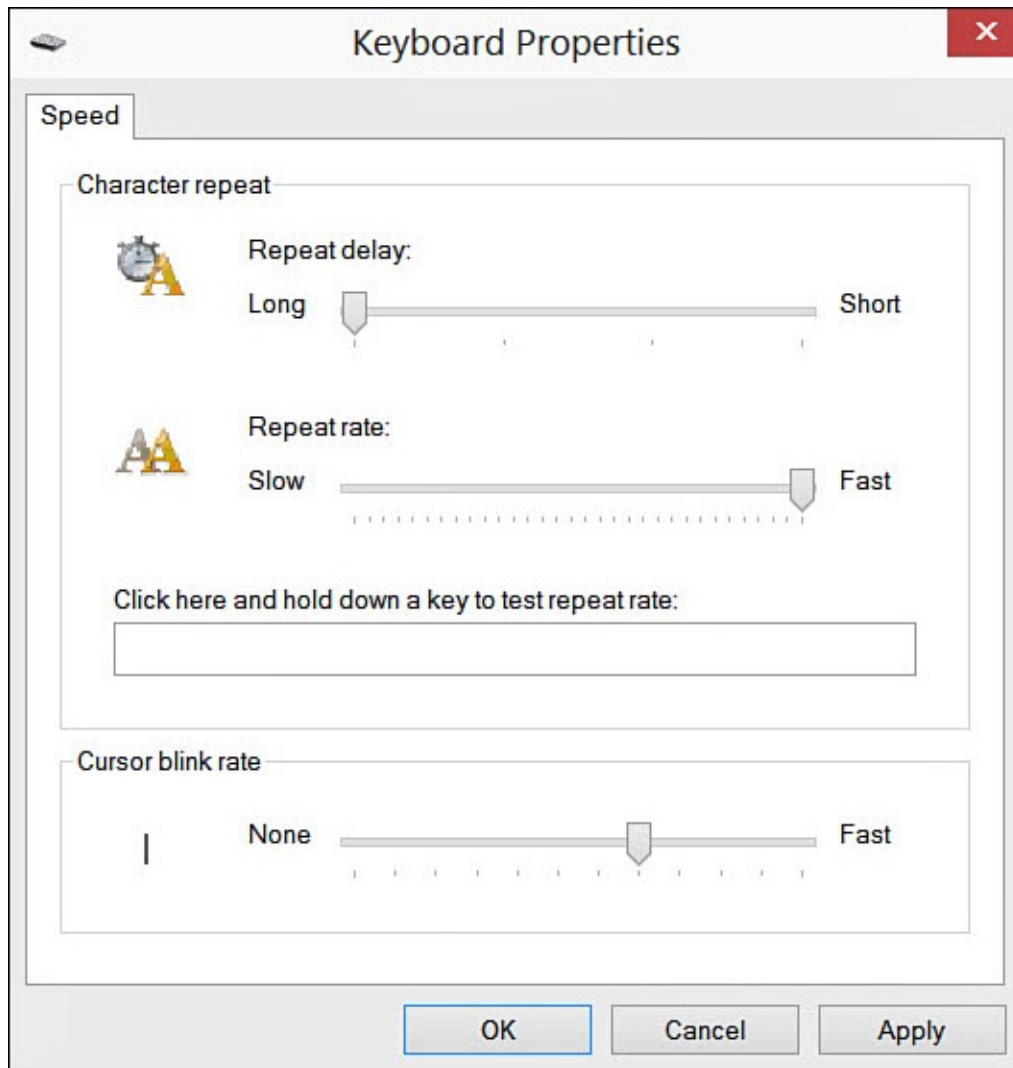 Keyboard Properties
Speed
Character repeat
Repeat delay:
Long Short
Repeat rate:
Slow Fast
Click here and hold down a key to test repeat rate:
Cursor blink rate
None Fast
OK Cancel Apply